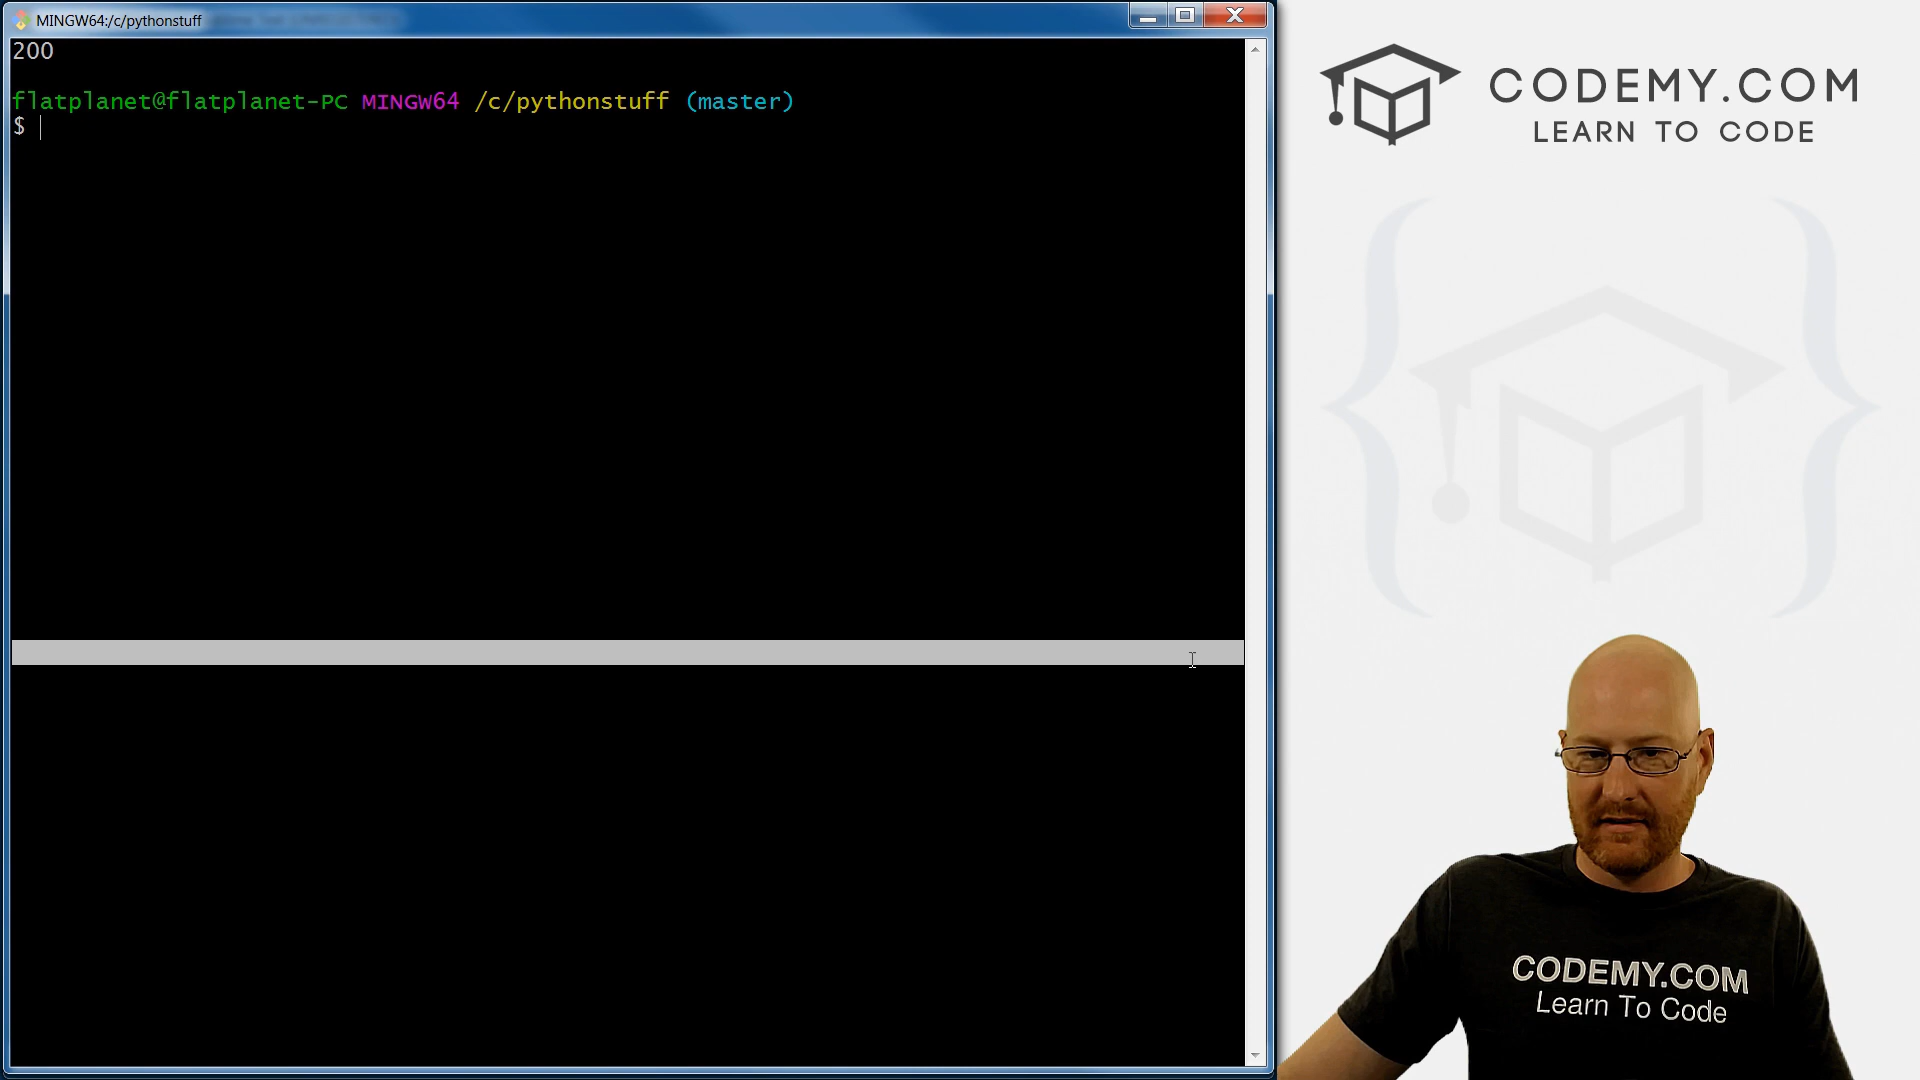 MINGW64:/c/pythonstuff
200
flatplanet@flatplanet-PC MINGW64 /c/pythonstuff (master)
$
CODEMY.COM
LEARN TO CODE
CODEMY.COM
Learn To Code